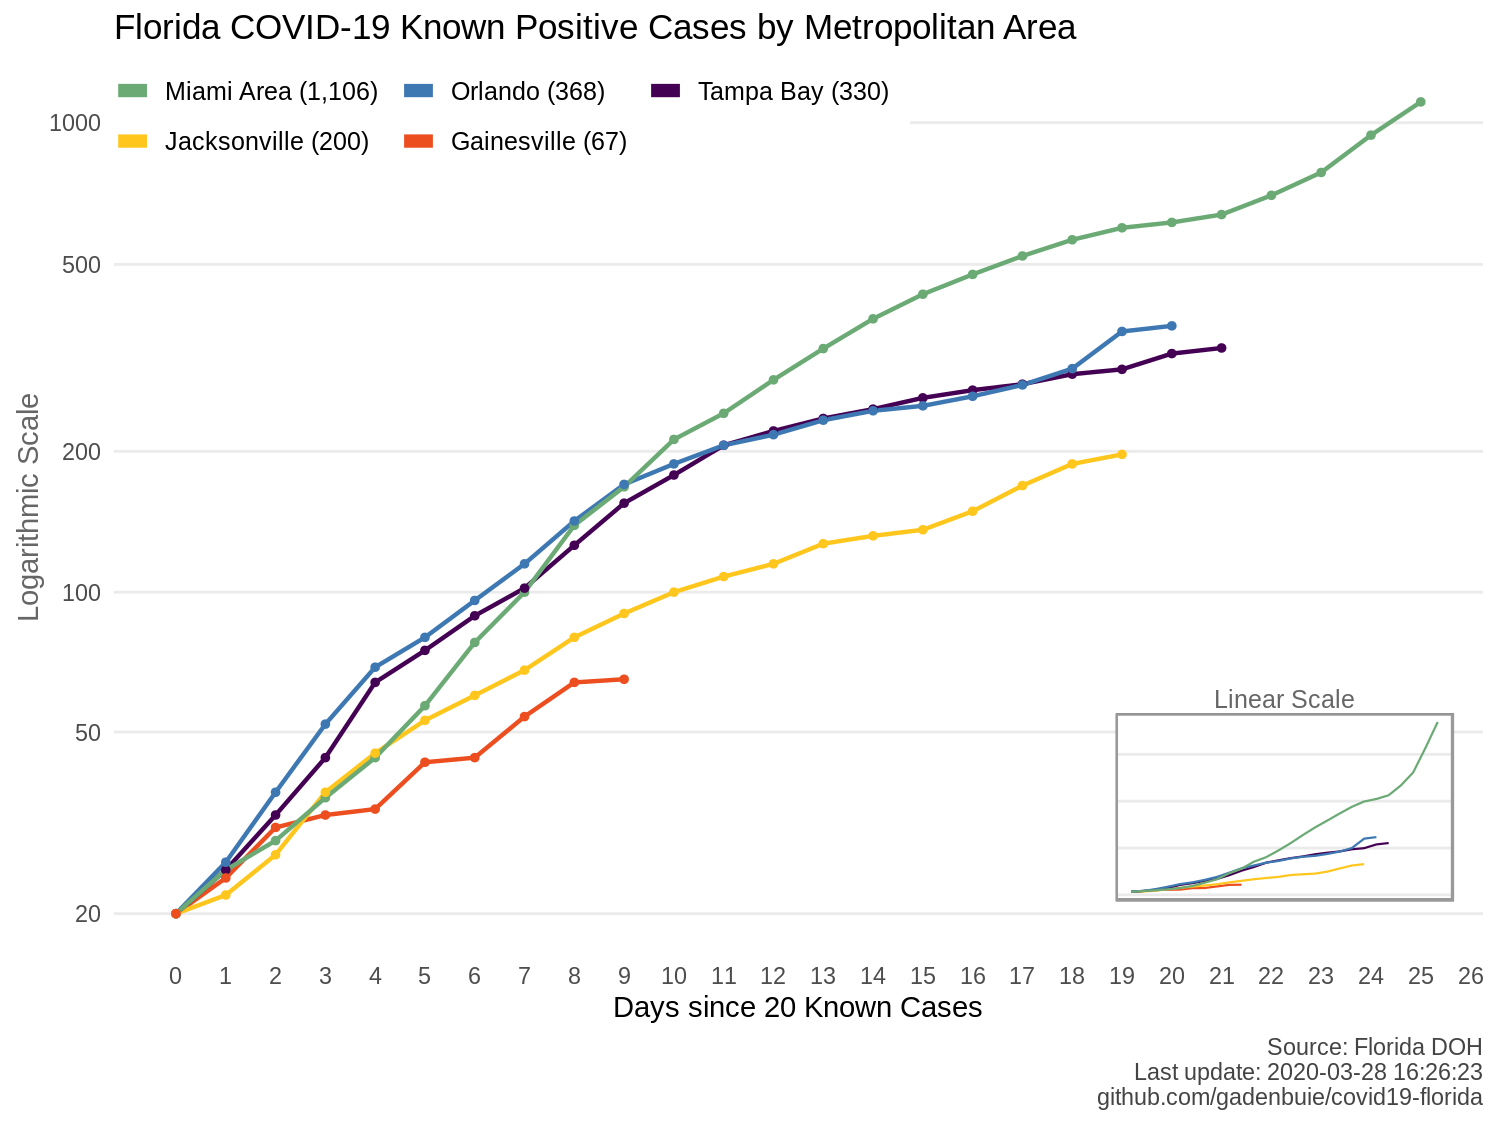 Florida COVID-19 Known Positive Cases by Metropolitan Area
Miami Area (1,106) Orlando (368) Tampa Bay (330)
Jacksonville (200) Gainesville (67)
Logarithmic Scale
1000
500
200
100
50
20
Linear Scale
0 1 2 3 4 5 6 7 8 9 10 11 12 13 14 15 16 17 18 19 20 21 22 23 24 25 26
Days since 20 Known Cases
Source: Florida DOH
Last update: 2020-03-28 16:26:23
github.com/gadenbuie/covid19-florida